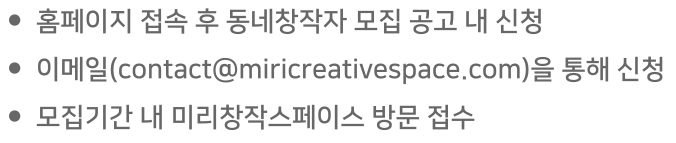 • 홈페이지 접속 후 동네창작자 모집 공고 내 신청
• 이메일(contact@miricreativespace.com)을 통해 신청
• 모집기간 내 미리창작스페이스 방문 접수